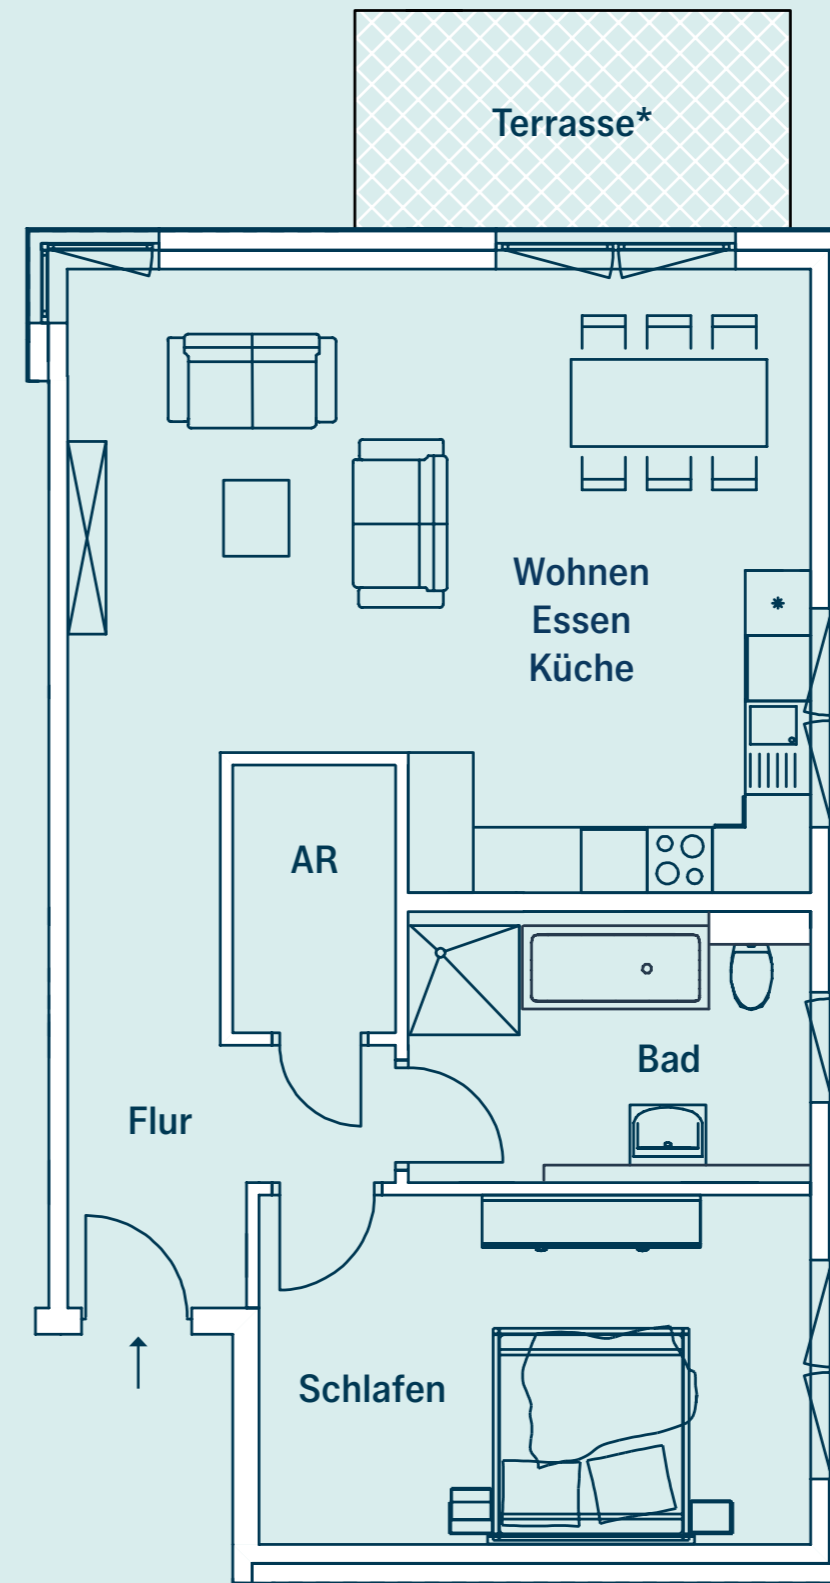 Terrasse*
Wohnen
Essen
Küche
AR
Bad
Flur
Schlafen